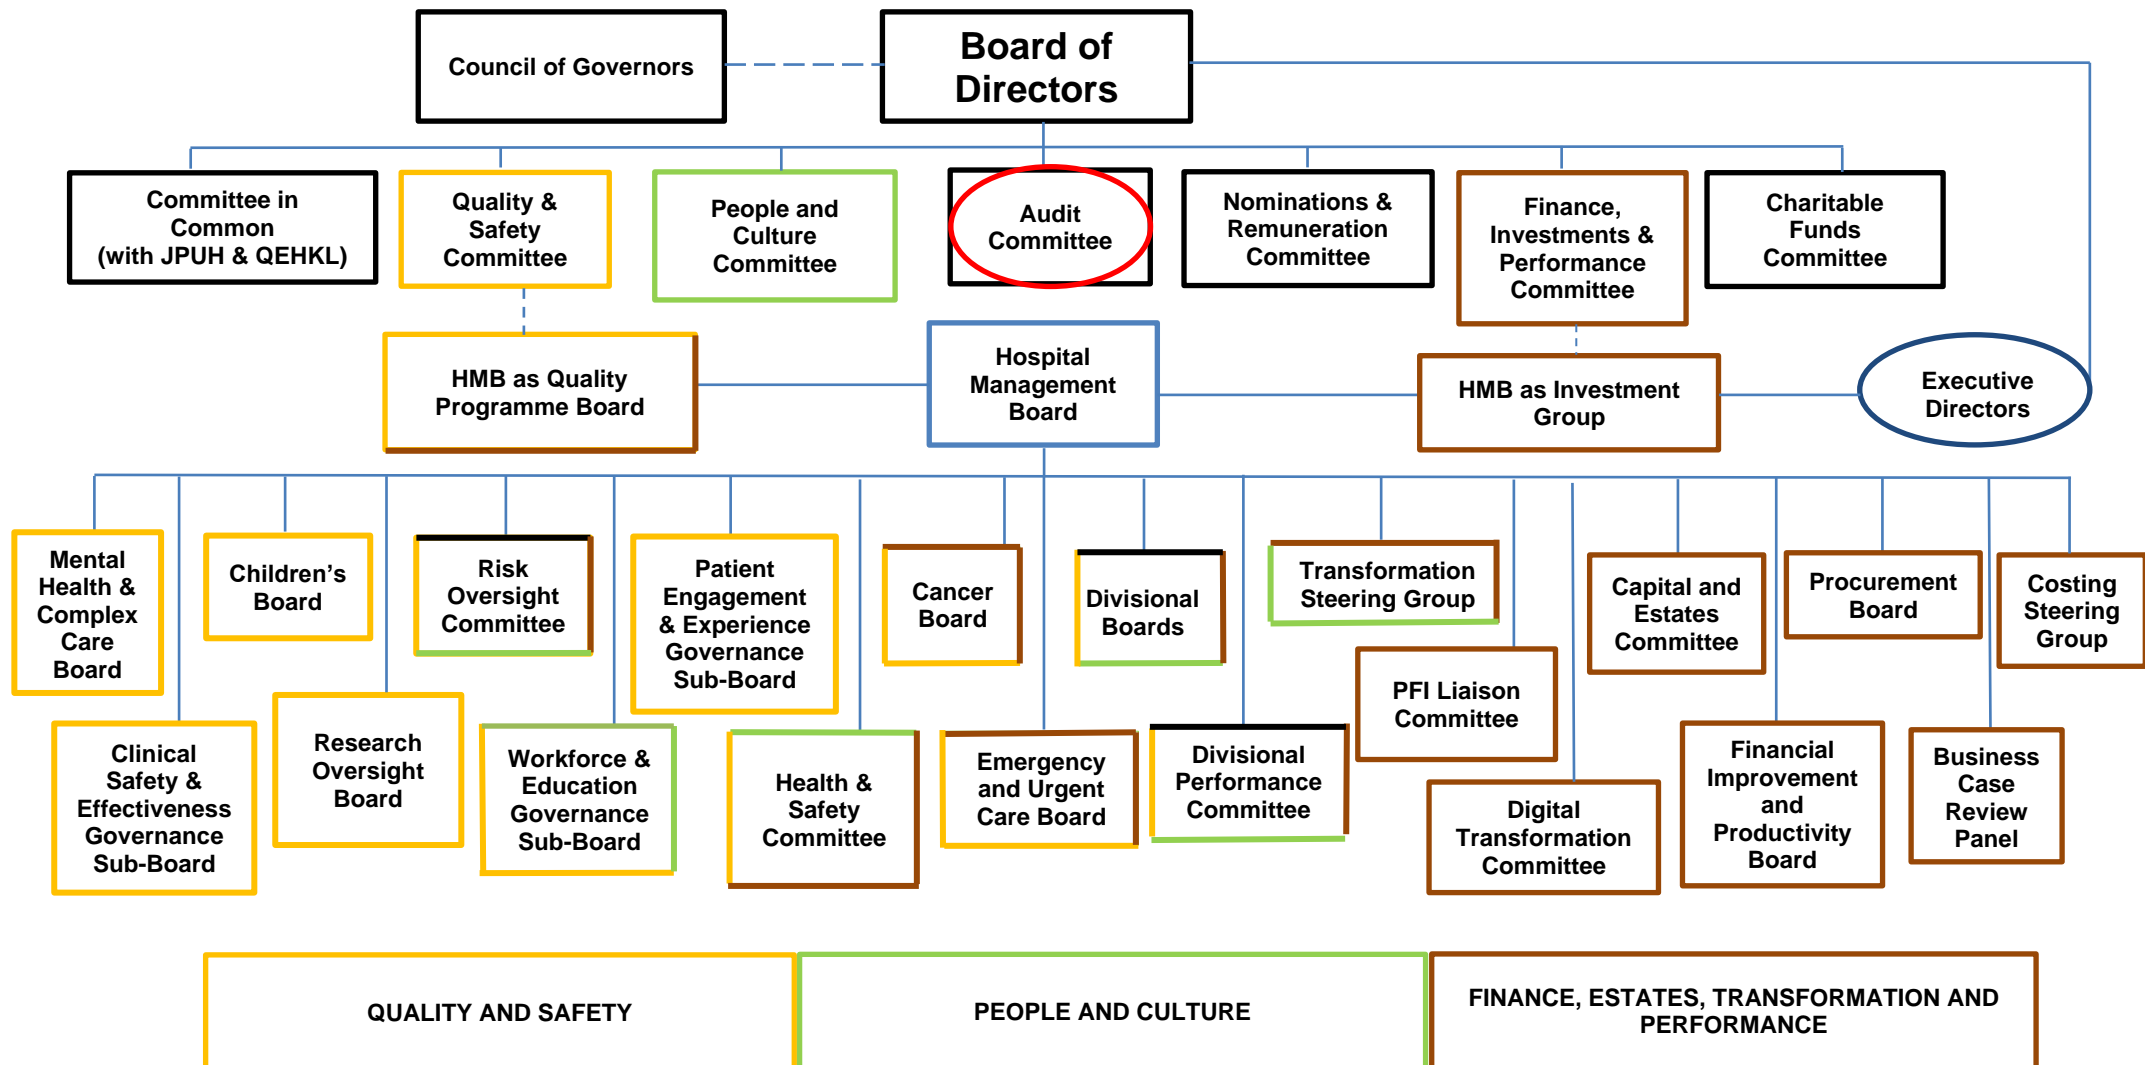 Council of Governors
Board of
Directors
Committee in
Common
(with JPUH & QEHKL)
Quality &
Safety
Committee
People and
Culture
Committee
Audit
Committee
Nominations &
Remuneration
Committee
Finance,
Investments &
Performance
Committee
Charitable
Funds
Committee
HMB as Quality
Programme Board
Hospital
Management
Board
HMB as Investment
Group
Executive
Directors
Mental
Health &
Complex
Care
Board
Children’s
Board
Risk
Oversight
Committee
Patient
Engagement
& Experience
Governance
Sub-Board
Cancer
Board
Divisional
Boards
Transformation
Steering Group
Capital and
Estates
Committee
Procurement
Board
Costing
Steering
Group
Clinical
Safety &
Effectiveness
Governance
Sub-Board
Research
Oversight
Board
Workforce &
Education
Governance
Sub-Board
Health &
Safety
Committee
Emergency
and Urgent
Care Board
Divisional
Performance
Committee
PFI Liaison
Committee
Digital
Transformation
Committee
Financial
Improvement
and
Productivity
Board
Business
Case
Review
Panel
QUALITY AND SAFETY
PEOPLE AND CULTURE
FINANCE, ESTATES, TRANSFORMATION AND
PERFORMANCE